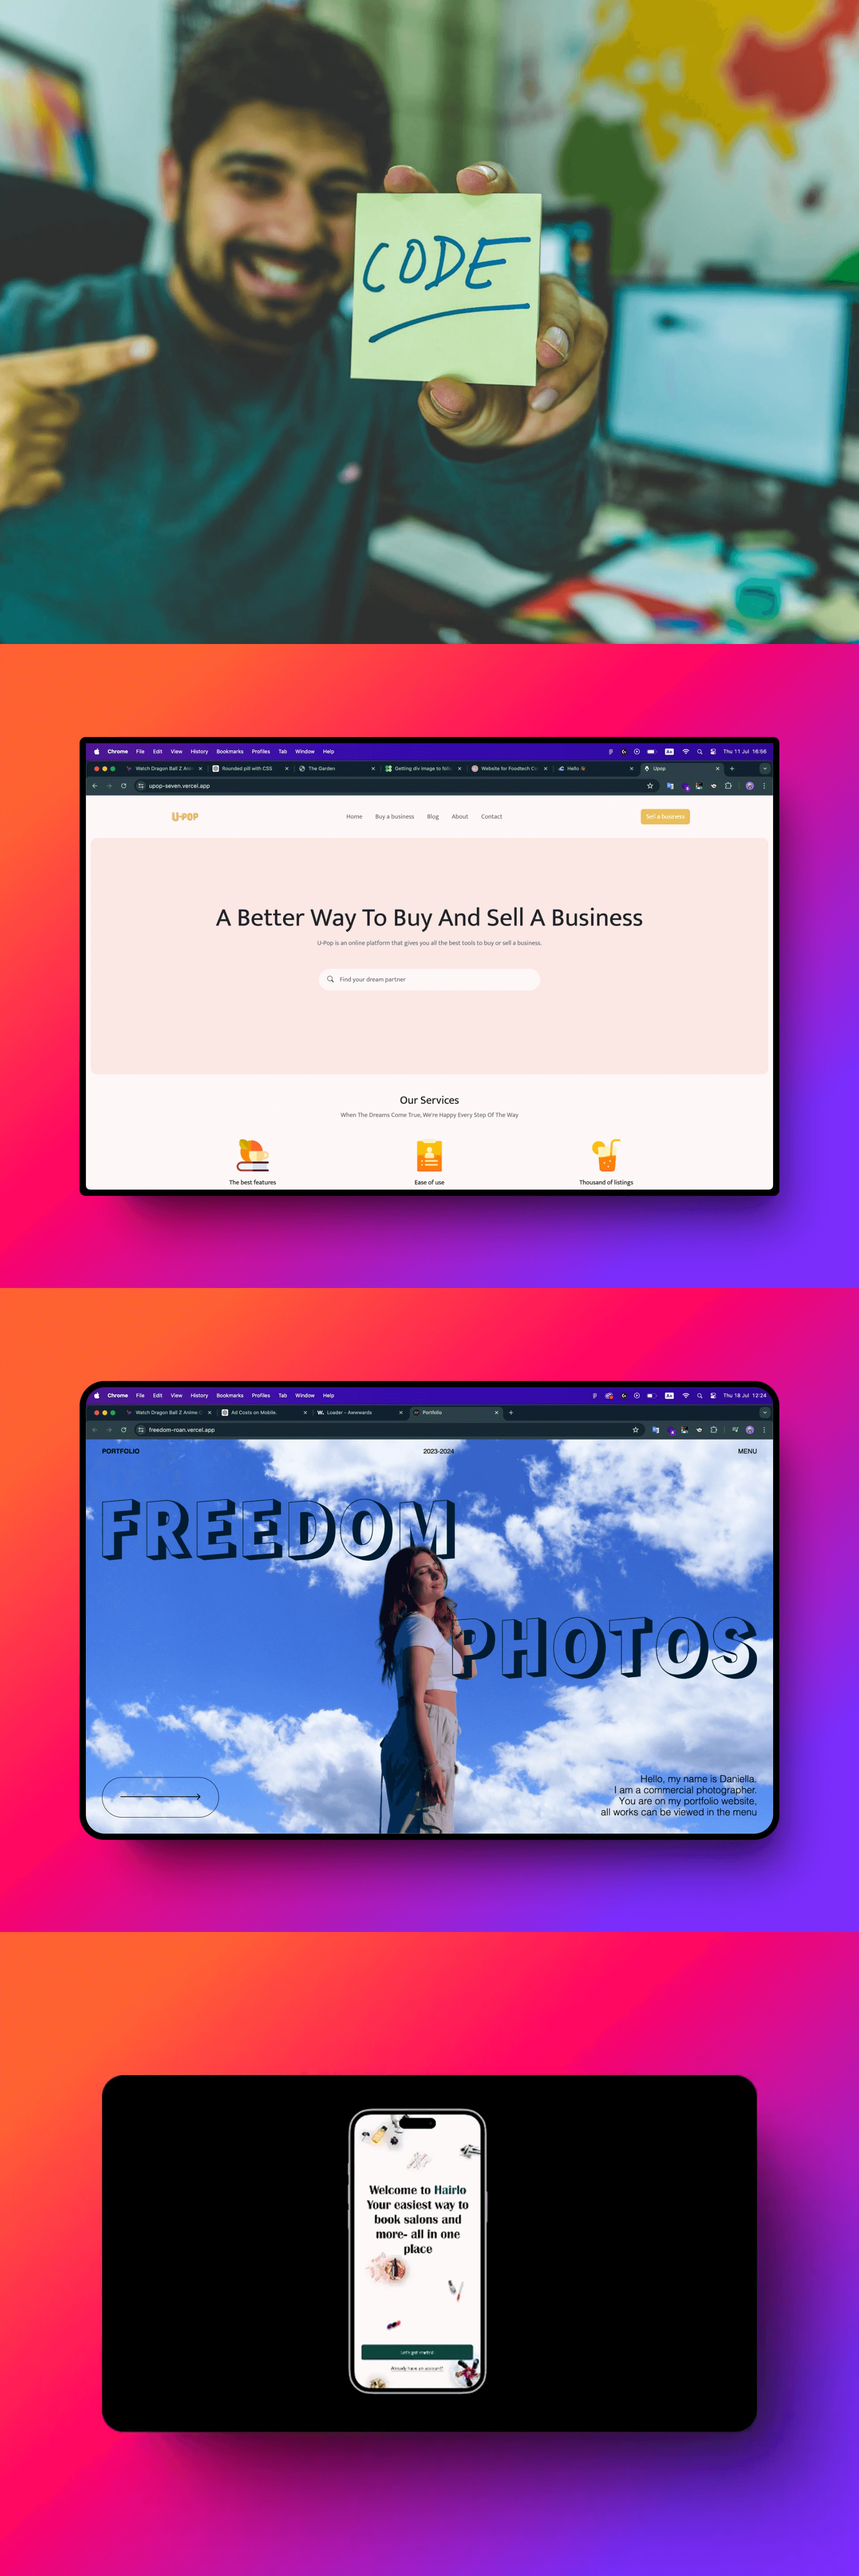 CODE
Chrome File Edit View History Bookmarks Profiles Tab Window Help
Thu 11 Jul 16:56
Watch Dragon Ball Z Ani
Rounded pill with CSS
The Garden
Getting div image to foll
Website for Foodtech C
Hello
Upop
upop-seven.vercel.app
U-POP
Home Buy a business Blog About Contact
Sell a business
A Better Way To Buy And Sell A Business
U-Pop is an online platform that gives you all the best tools to buy or sell a business.
Find your dream partner
Our Services
When The Dreams Come True, We're Happy Every Step Of The Way
The best features
Ease of use
Thousand of listings
Chrome File Edit View History Bookmarks Profiles Tab Window Help
Thu 18 Jul 12:24
Watch Dragon Ball Z Anime
Ad Costs on Mobile.
Loader - Awwwards
Portfolio
freedom-roan.vercel.app
PORTFOLIO
2023-2024
MENU
FREEDOM
PHOTOS
Hello, my name is Daniella.
I am a commercial photographer.
You are on my portfolio website,
all works can be viewed in the menu
Welcome to Hairlo
Your easiest way to
book salons and
more- all in one
place
Let's get started
Already have an account?